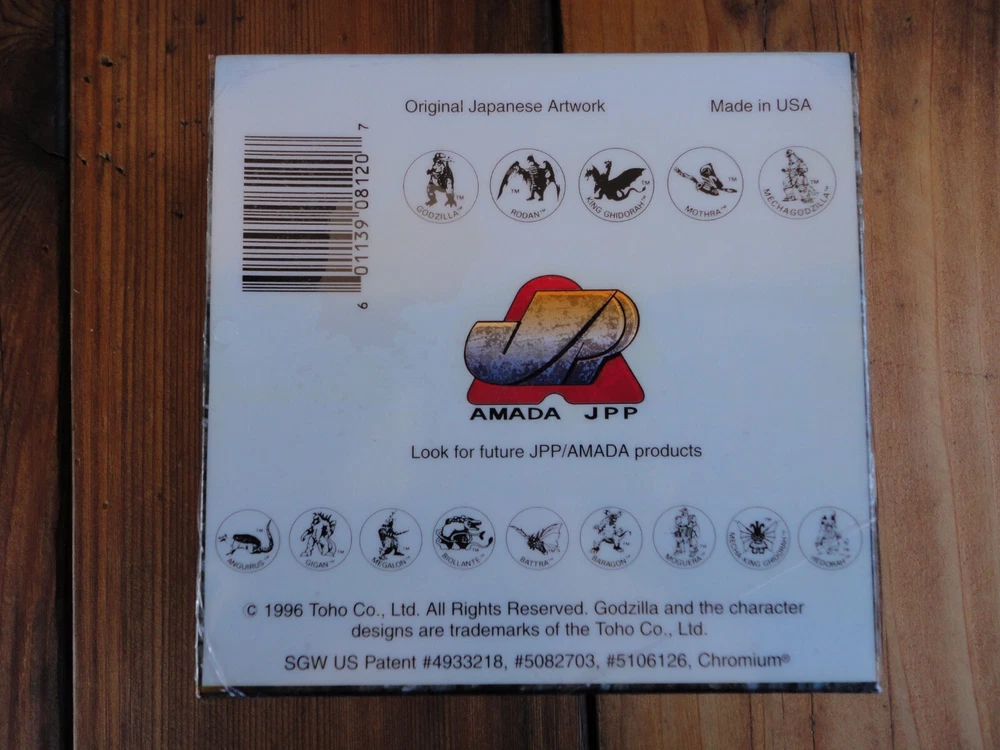 Original Japanese Artwork
Made in USA
6 01139 08120 7
GODZILLA™
RODAN™
KING GHIDORAH™
MOTHRA™
MECHAGODZILLA™
JP
AMADA JPP
Look for future JPP/AMADA products
ANGUIRUS™
GIGAN™
MEGALON™
BIOLLANTE™
BATTRA™
BARAGON™
MOGUERA™
MECHA-KING GHIDORAH™
HEDORAH™
© 1996 Toho Co., Ltd. All Rights Reserved. Godzilla and the character
designs are trademarks of the Toho Co., Ltd.
SGW US Patent #4933218, #5082703, #5106126, Chromium®